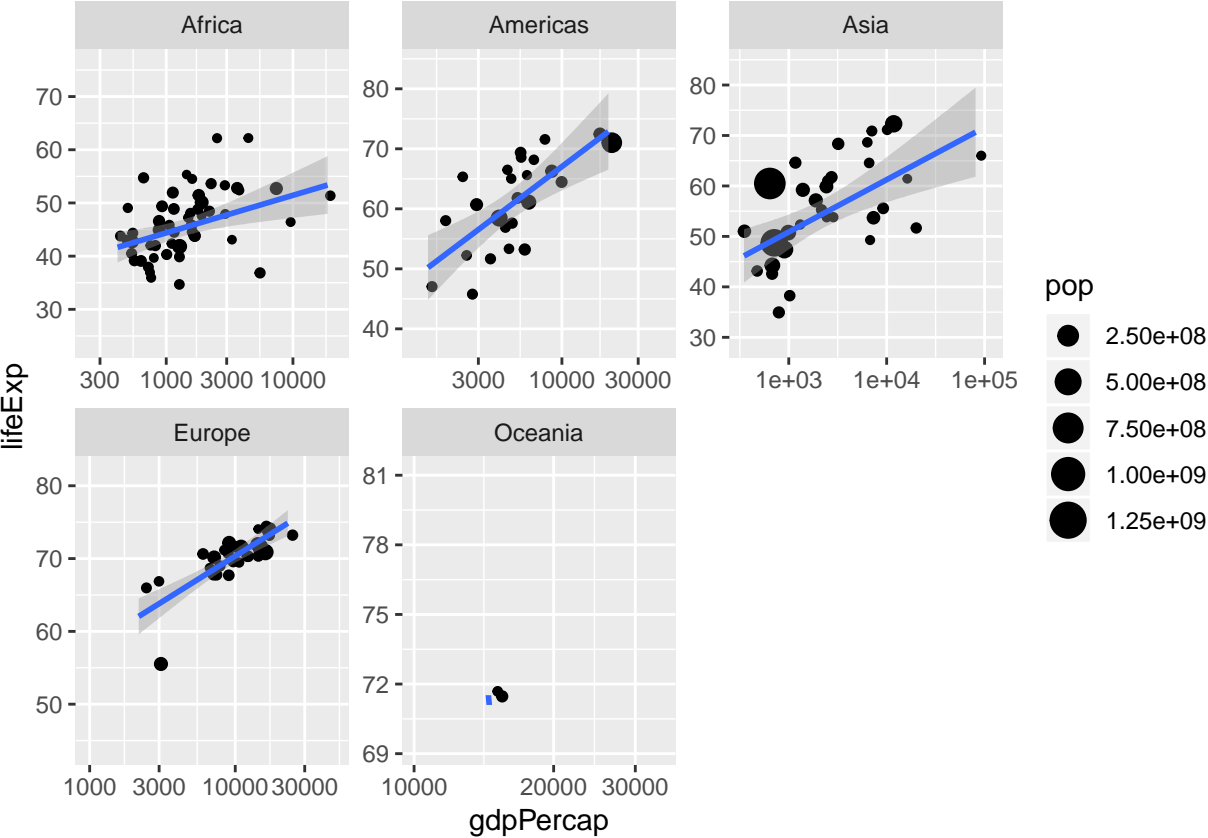 Africa
Americas
Asia
70
60
50
40
30
80
70
60
50
40
80
70
60
50
40
30
300 1000 3000 10000
3000 10000 30000
1e+03 1e+04 1e+05
lifeExp
Europe
Oceania
80
70
60
50
81
78
75
72
69
1000 3000 10000 30000
10000 20000 30000
gdpPercap
pop
2.50e+08
5.00e+08
7.50e+08
1.00e+09
1.25e+09